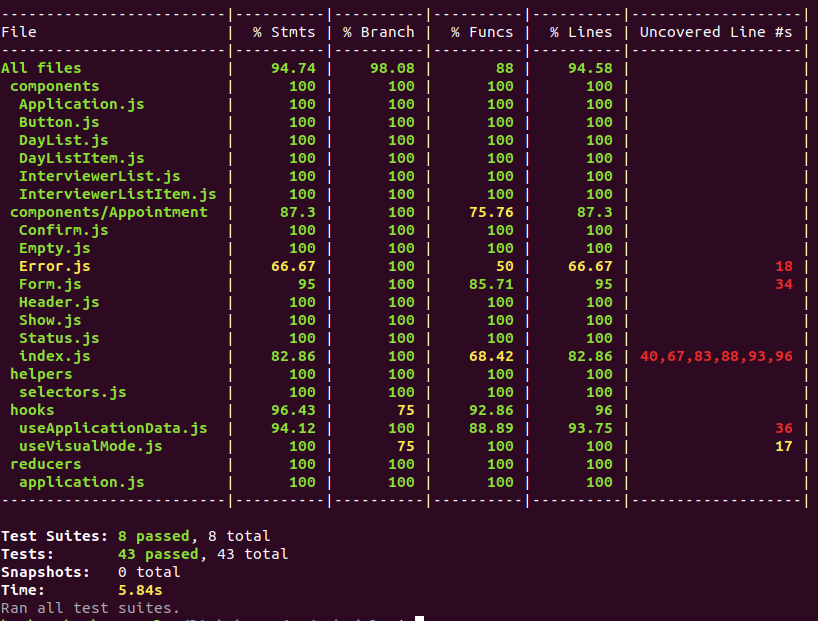 -------------------------|----------|----------|----------|----------|-------------------|
File                     |  % Stmts | % Branch |  % Funcs |  % Lines | Uncovered Line #s |
-------------------------|----------|----------|----------|----------|-------------------|
All files                |    94.74 |    98.08 |       88 |    94.58 |                   |
 components              |      100 |      100 |      100 |      100 |                   |
  Application.js         |      100 |      100 |      100 |      100 |                   |
  Button.js              |      100 |      100 |      100 |      100 |                   |
  DayList.js             |      100 |      100 |      100 |      100 |                   |
  DayListItem.js         |      100 |      100 |      100 |      100 |                   |
  InterviewerList.js     |      100 |      100 |      100 |      100 |                   |
  InterviewerListItem.js |      100 |      100 |      100 |      100 |                   |
 components/Appointment  |     87.3 |      100 |    75.76 |     87.3 |                   |
  Confirm.js             |      100 |      100 |      100 |      100 |                   |
  Empty.js               |      100 |      100 |      100 |      100 |                   |
  Error.js               |    66.67 |      100 |       50 |    66.67 |                18 |
  Form.js                |       95 |      100 |    85.71 |       95 |                34 |
  Header.js              |      100 |      100 |      100 |      100 |                   |
  Show.js                |      100 |      100 |      100 |      100 |                   |
  Status.js              |      100 |      100 |      100 |      100 |                   |
  index.js               |    82.86 |      100 |    68.42 |    82.86 | 40,67,83,88,93,96 |
 helpers                 |      100 |      100 |      100 |      100 |                   |
  selectors.js           |      100 |      100 |      100 |      100 |                   |
 hooks                   |    96.43 |       75 |    92.86 |       96 |                   |
  useApplicationData.js  |    94.12 |      100 |    88.89 |    93.75 |                36 |
  useVisualMode.js       |      100 |       75 |      100 |      100 |                17 |
 reducers                |      100 |      100 |      100 |      100 |                   |
  application.js         |      100 |      100 |      100 |      100 |                   |
-------------------------|----------|----------|----------|----------|-------------------|
Test Suites: 8 passed, 8 total
Tests:       43 passed, 43 total
Snapshots:   0 total
Time:        5.84s
Ran all test suites.